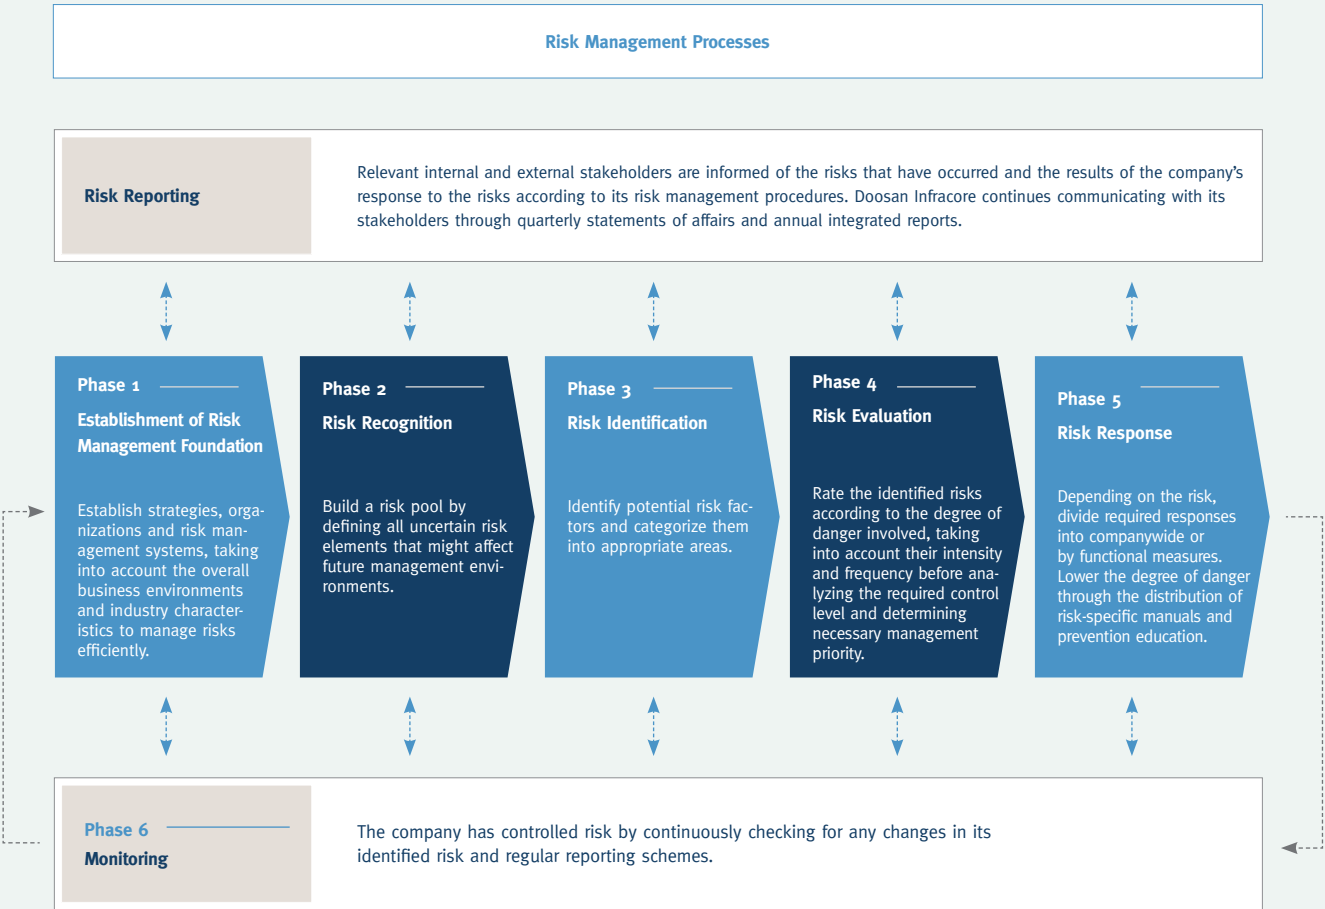 Risk Management Processes
Risk Reporting
Relevant internal and external stakeholders are informed of the risks that have occurred and the results of the company's
response to the risks according to its risk management procedures. Doosan Infracore continues communicating with its
stakeholders through quarterly statements of affairs and annual integrated reports.
Phase 1
Establishment of Risk
Management Foundation
Establish strategies, orga-
nizations and risk man-
agement systems, taking
into account the overall
business environments
and industry character-
istics to manage risks
efficiently.
Phase 2
Risk Recognition
Build a risk pool by
defining all uncertain risk
elements that might affect
future management envi-
ronments.
Phase 3
Risk Identification
Identify potential risk fac-
tors and categorize them
into appropriate areas.
Phase 4
Risk Evaluation
Rate the identified risks
according to the degree of
danger involved, taking
into account their intensity
and frequency before ana-
lyzing the required control
level and determining
necessary management
priority.
Phase 5
Risk Response
Depending on the risk,
divide required responses
into companywide or
by functional measures.
Lower the degree of danger
through the distribution of
risk-specific manuals and
prevention education.
Phase 6
Monitoring
The company has controlled risk by continuously checking for any changes in its
identified risk and regular reporting schemes.